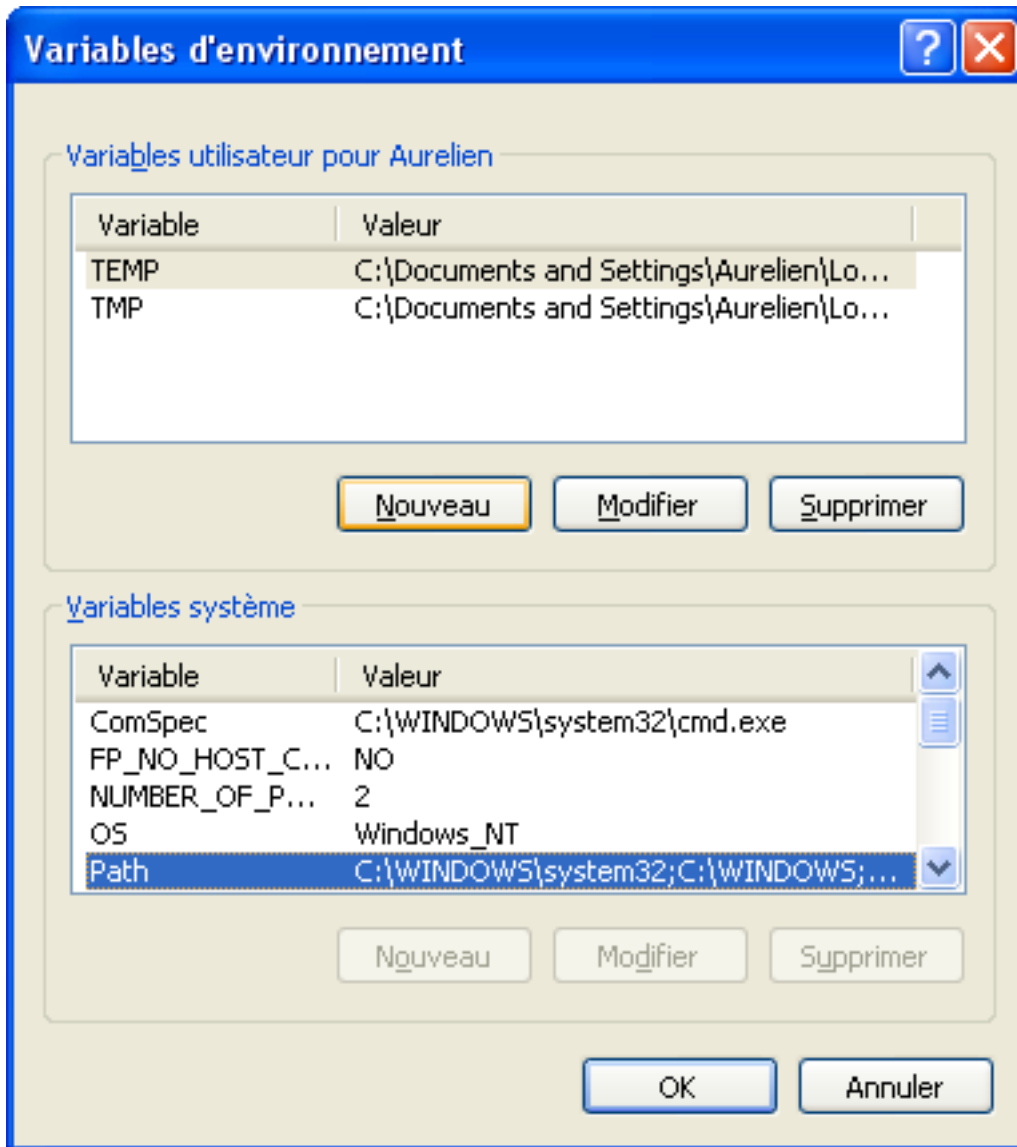 Variables d'environnement
Variables utilisateur pour Aurelien
Variable Valeur
TEMP C:\Documents and Settings\Aurelien\Lo...
TMP C:\Documents and Settings\Aurelien\Lo...
Nouveau Modifier Supprimer
Variables système
Variable Valeur
ComSpec C:\WINDOWS\system32\cmd.exe
FP_NO_HOST_C... NO
NUMBER_OF_P... 2
OS Windows_NT
Path C:\WINDOWS\system32;C:\WINDOWS;...
Nouveau Modifier Supprimer
OK Annuler